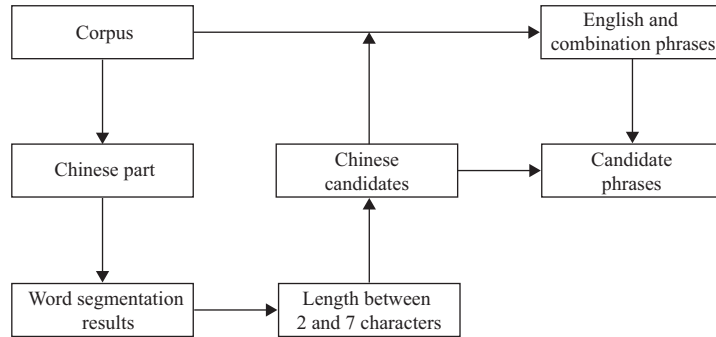 Corpus
English and
combination phrases
Chinese part
Chinese
candidates
Candidate
phrases
Word segmentation
results
Length between
2 and 7 characters